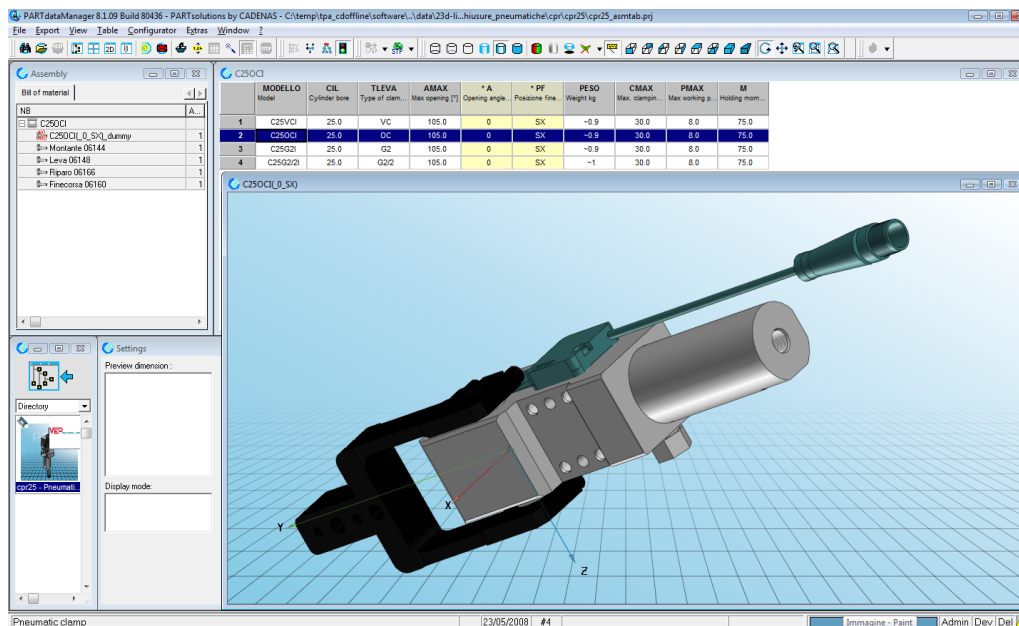 PARTdataManager 8.1.09 Build 80436 - PARTsolutions by CADENAS - C:\temp\tpa_cdoffline\software\...\data\23d-li...hiusure_pneumatiche\cpr\cpr25\cpr25_asmtab.prj
File Export View Table Configurator Extras Window ?
Assembly
Bill of material
NB A...
C25OCI
C25OCI(_0_SX)_dummy 1
Montante 06144 1
Leva 06148 1
Riparo 06166 1
Finecorsa 06160 1
C25OCI
MODELLO CIL TLEVA AMAX * A * PF PESO CMAX PMAX M
Model Cylinder bore Type of clam... Max opening [°] Opening angle... Posizione fine... Weight kg Max. clampin... Max working p... Holding mom...
1 C25VCI 25.0 VC 105.0 0 SX ~0.9 30.0 8.0 75.0
2 C25OCI 25.0 OC 105.0 0 SX ~0.9 30.0 8.0 75.0
3 C25G2I 25.0 G2 105.0 0 SX ~0.9 30.0 8.0 75.0
4 C25G2/2I 25.0 G2/2 105.0 0 SX ~1 30.0 8.0 75.0
C25OCI(_0_SX)
X
Y
Z
Directory
cpr25 - Pneumati...
Settings
Preview dimension :
Display mode:
Pneumatic clamp 23/05/2008 #4 Immagine - Paint Admin Dev Del